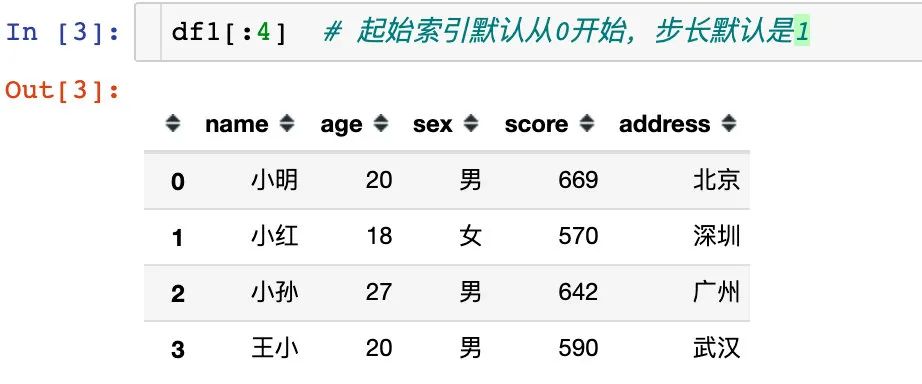 In [3]: df1[:4] # 起始索引默认从0开始，步长默认是1
Out[3]:
name age sex score address
0 小明 20 男 669 北京
1 小红 18 女 570 深圳
2 小孙 27 男 642 广州
3 王小 20 男 590 武汉